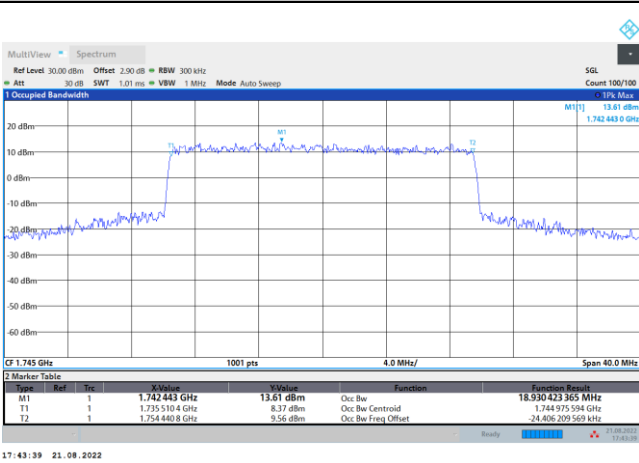 MultiView Spectrum
Ref Level 30.00 dBm Offset 2.90 dB RBW 300 kHz SGL
Att 30 dB SWT 1.01 ms VBW 1 MHz Mode Auto Sweep Count 100/100
1 Occupied Bandwidth 1Pk Max
M1[1] 13.61 dBm
1.742 443 0 GHz
20 dBm
M1
T1
T2
10 dBm
0 dBm
-10 dBm
-20 dBm
-30 dBm
-40 dBm
-50 dBm
-60 dBm
CF 1.745 GHz 1001 pts 4.0 MHz/ Span 40.0 MHz
2 Marker Table
Type Ref Trc X-Value Y-Value Function Function Result
M1 1 1.742 443 GHz 13.61 dBm Occ Bw 18.930 423 365 MHz
T1 1 1.735 510 4 GHz 8.37 dBm Occ Bw Centroid 1.744 975 594 GHz
T2 1 1.754 440 8 GHz 9.56 dBm Occ Bw Freq Offset -24.406 209 569 kHz
Ready 21.08.2022
17:43:39
17:43:39 21.08.2022